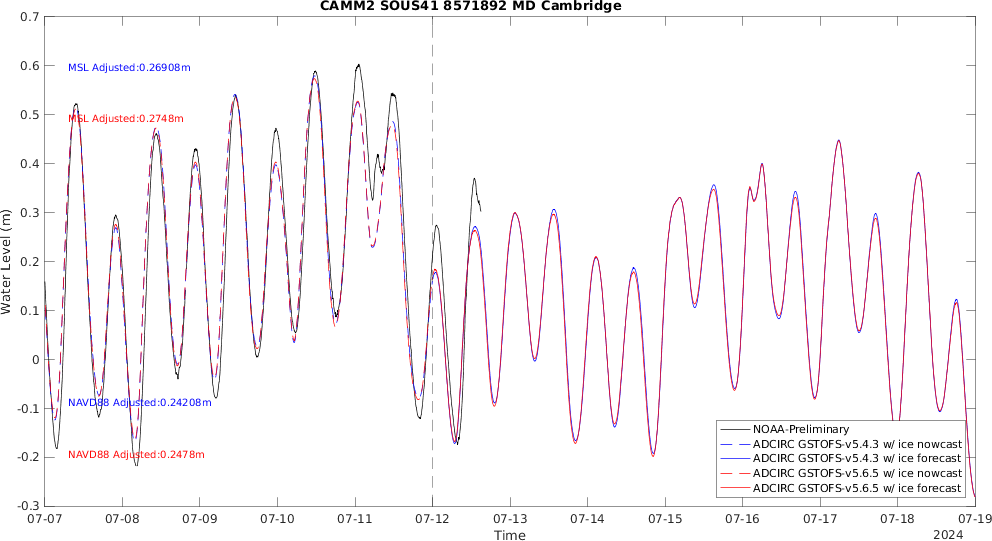 CAMM2 SOUS41 8571892 MD Cambridge
0.7
0.6
0.5
0.4
0.3
0.2
0.1
0
-0.1
-0.2
-0.3
Water Level (m)
MSL Adjusted:0.26908m
MSL Adjusted:0.2748m
NAVD88 Adjusted:0.24208m
NAVD88 Adjusted:0.2478m
NOAA-Preliminary
ADCIRC GSTOFS-v5.4.3 w/ ice nowcast
ADCIRC GSTOFS-v5.4.3 w/ ice forecast
ADCIRC GSTOFS-v5.6.5 w/ ice nowcast
ADCIRC GSTOFS-v5.6.5 w/ ice forecast
07-07 07-08 07-09 07-10 07-11 07-12 07-13 07-14 07-15 07-16 07-17 07-18 07-19
Time
2024